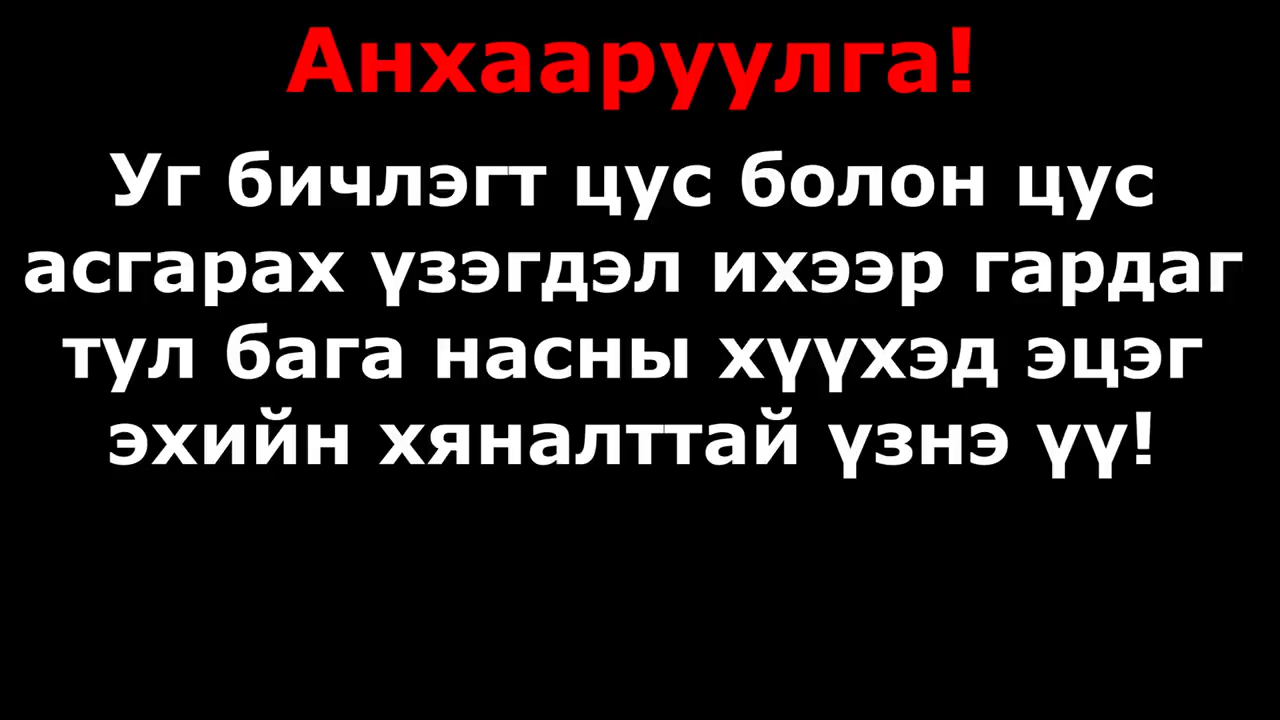 Анхааруулга!
Уг бичлэгт цус болон цус
асгарах үзэгдэл ихээр гардаг
тул бага насны хүүхэд эцэг
эхийн хяналттай үзнэ үү!